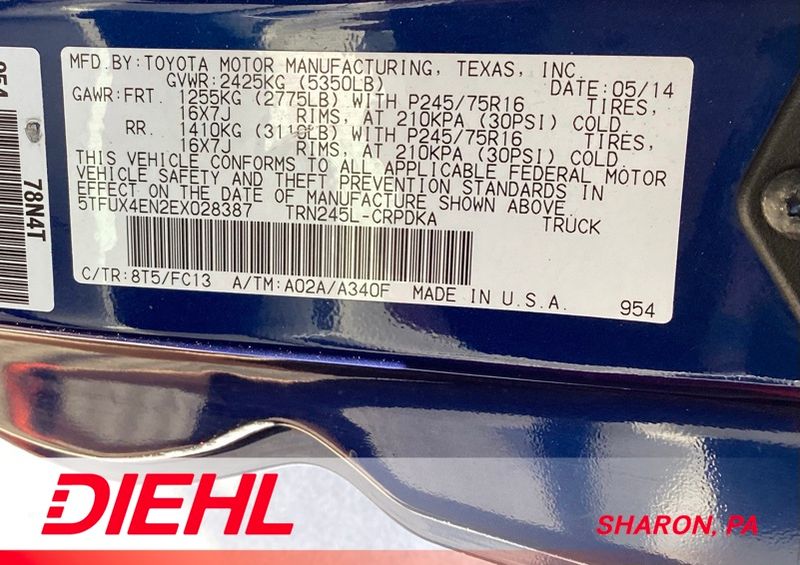 MFD. BY: TOYOTA MOTOR MANUFACTURING, TEXAS, INC.
GVWR: 2425KG (5350LB) DATE: 05/14
GAWR: FRT. 1255KG (2775LB) WITH P245/75R16 TIRES,
16X7J RIMS, AT 210KPA (30PSI) COLD
RR. 1410KG (3110LB) WITH P245/75R16 TIRES,
16X7J RIMS, AT 210KPA (30PSI) COLD
THIS VEHICLE CONFORMS TO ALL APPLICABLE FEDERAL MOTOR
VEHICLE SAFETY AND THEFT PREVENTION STANDARDS IN
EFFECT ON THE DATE OF MANUFACTURE SHOWN ABOVE.
5TFUX4EN2EX028387 TRN245L-CRPDKA TRUCK
C/TR: 8T5/FC13 A/TM: A02A/A340F MADE IN U.S.A. 954
954
78N4T
DIEHL
SHARON, PA